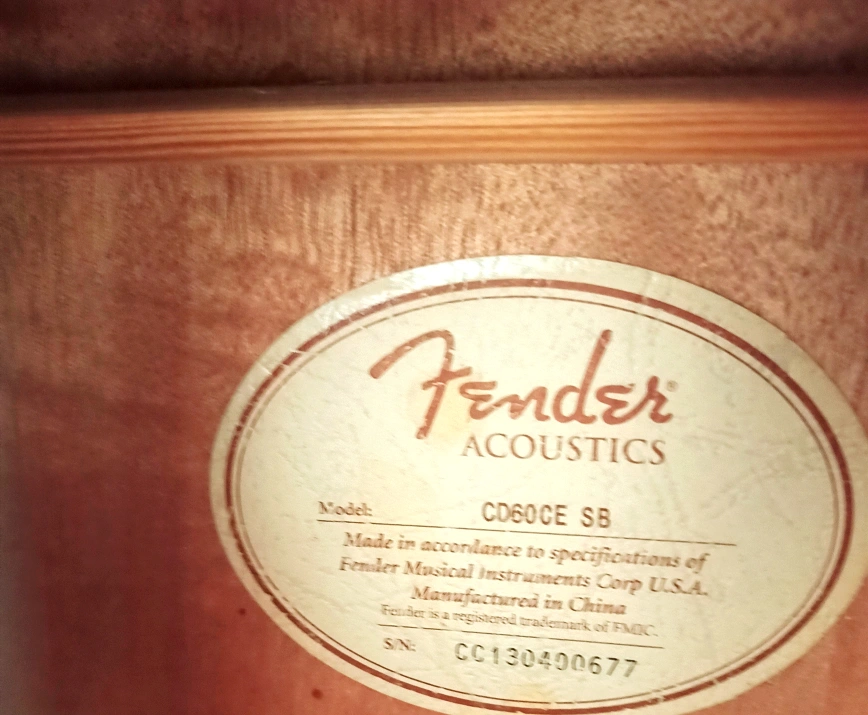 Fender®
ACOUSTICS
Model: CD60CE SB
Made in accordance to specifications of
Fender Musical Instruments Corp U.S.A.
Manufactured in China
Fender is a registered trademark of FMIC.
S/N: CC130400677